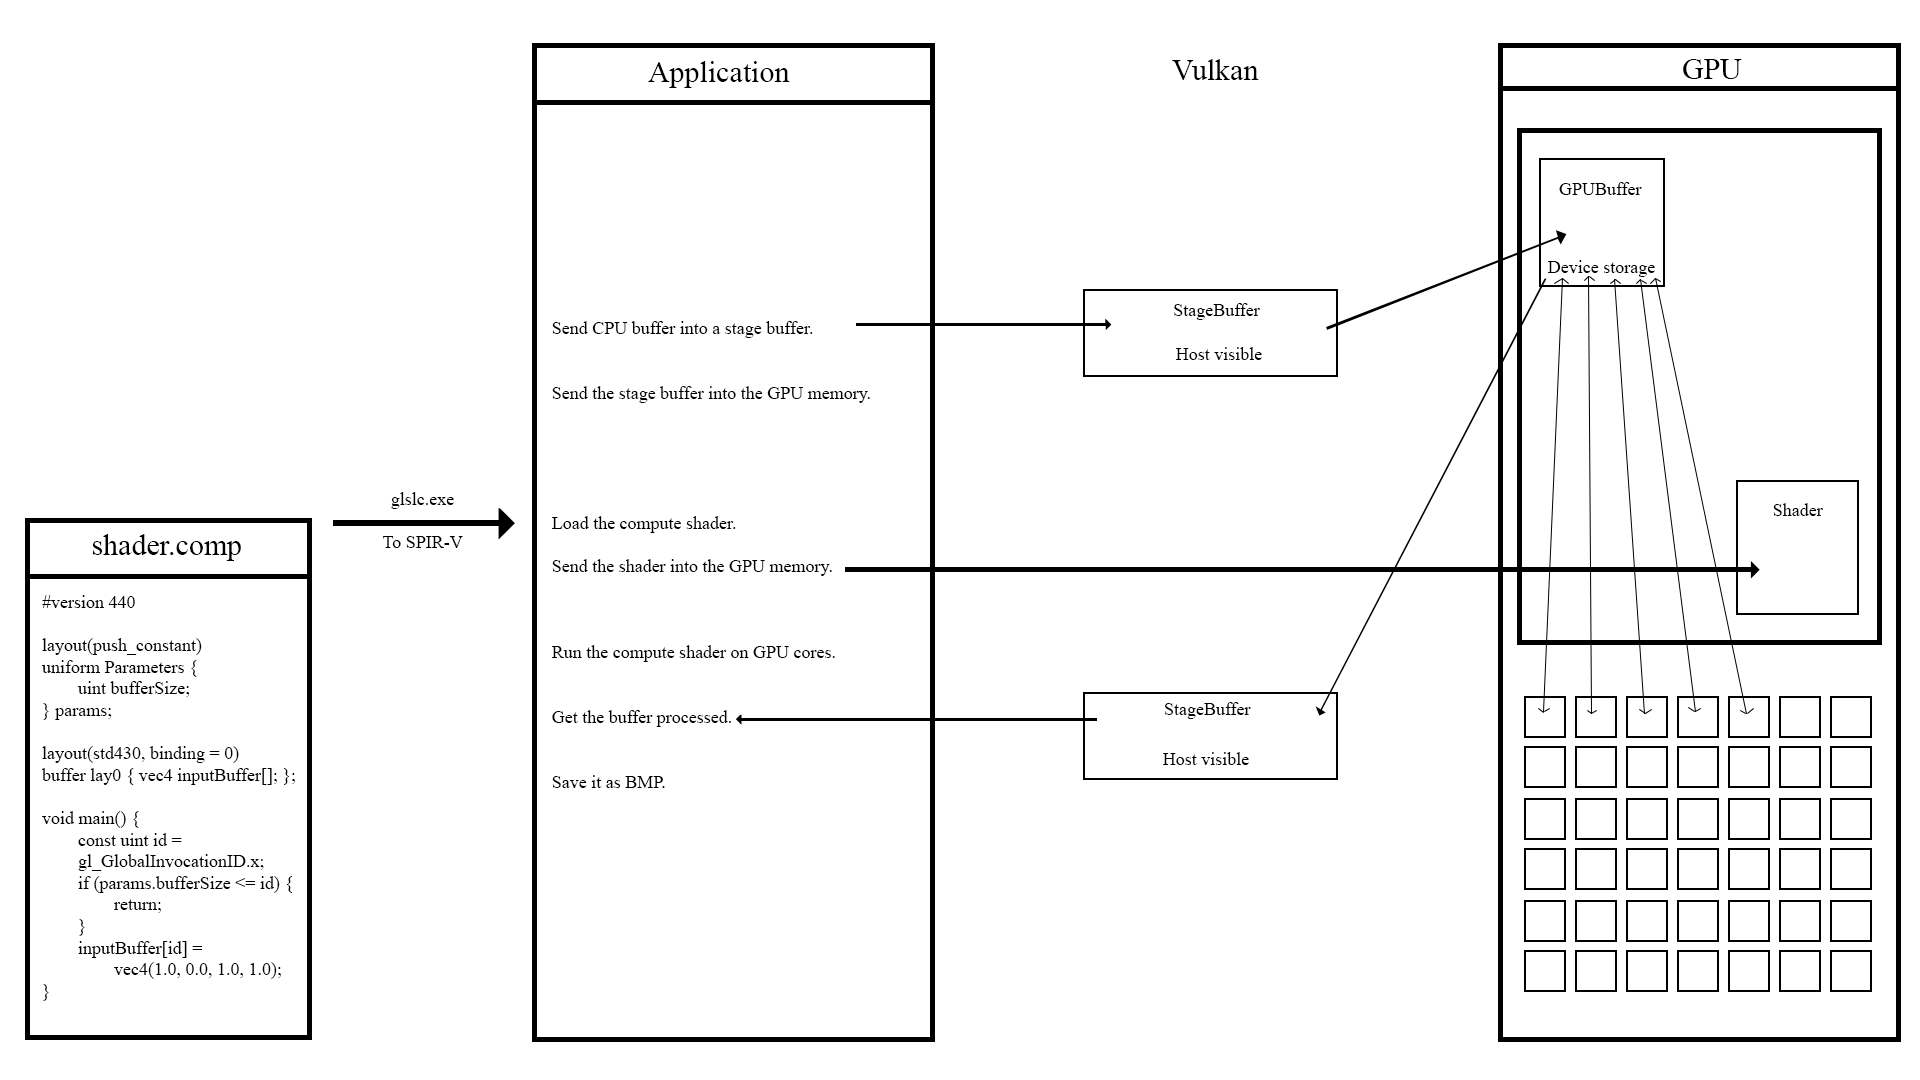 Application
Vulkan
GPU
GPUBuffer
Device storage
StageBuffer
Host visible
Send CPU buffer into a stage buffer.
Send the stage buffer into the GPU memory.
glslc.exe
To SPIR-V
Load the compute shader.
Send the shader into the GPU memory.
Shader
Run the compute shader on GPU cores.
Get the buffer processed.
StageBuffer
Host visible
Save it as BMP.
shader.comp
#version 440
layout(push_constant)
uniform Parameters {
uint bufferSize;
} params;
layout(std430, binding = 0)
buffer lay0 { vec4 inputBuffer[]; };
void main() {
const uint id =
gl_GlobalInvocationID.x;
if (params.bufferSize <= id) {
return;
}
inputBuffer[id] =
vec4(1.0, 0.0, 1.0, 1.0);
}